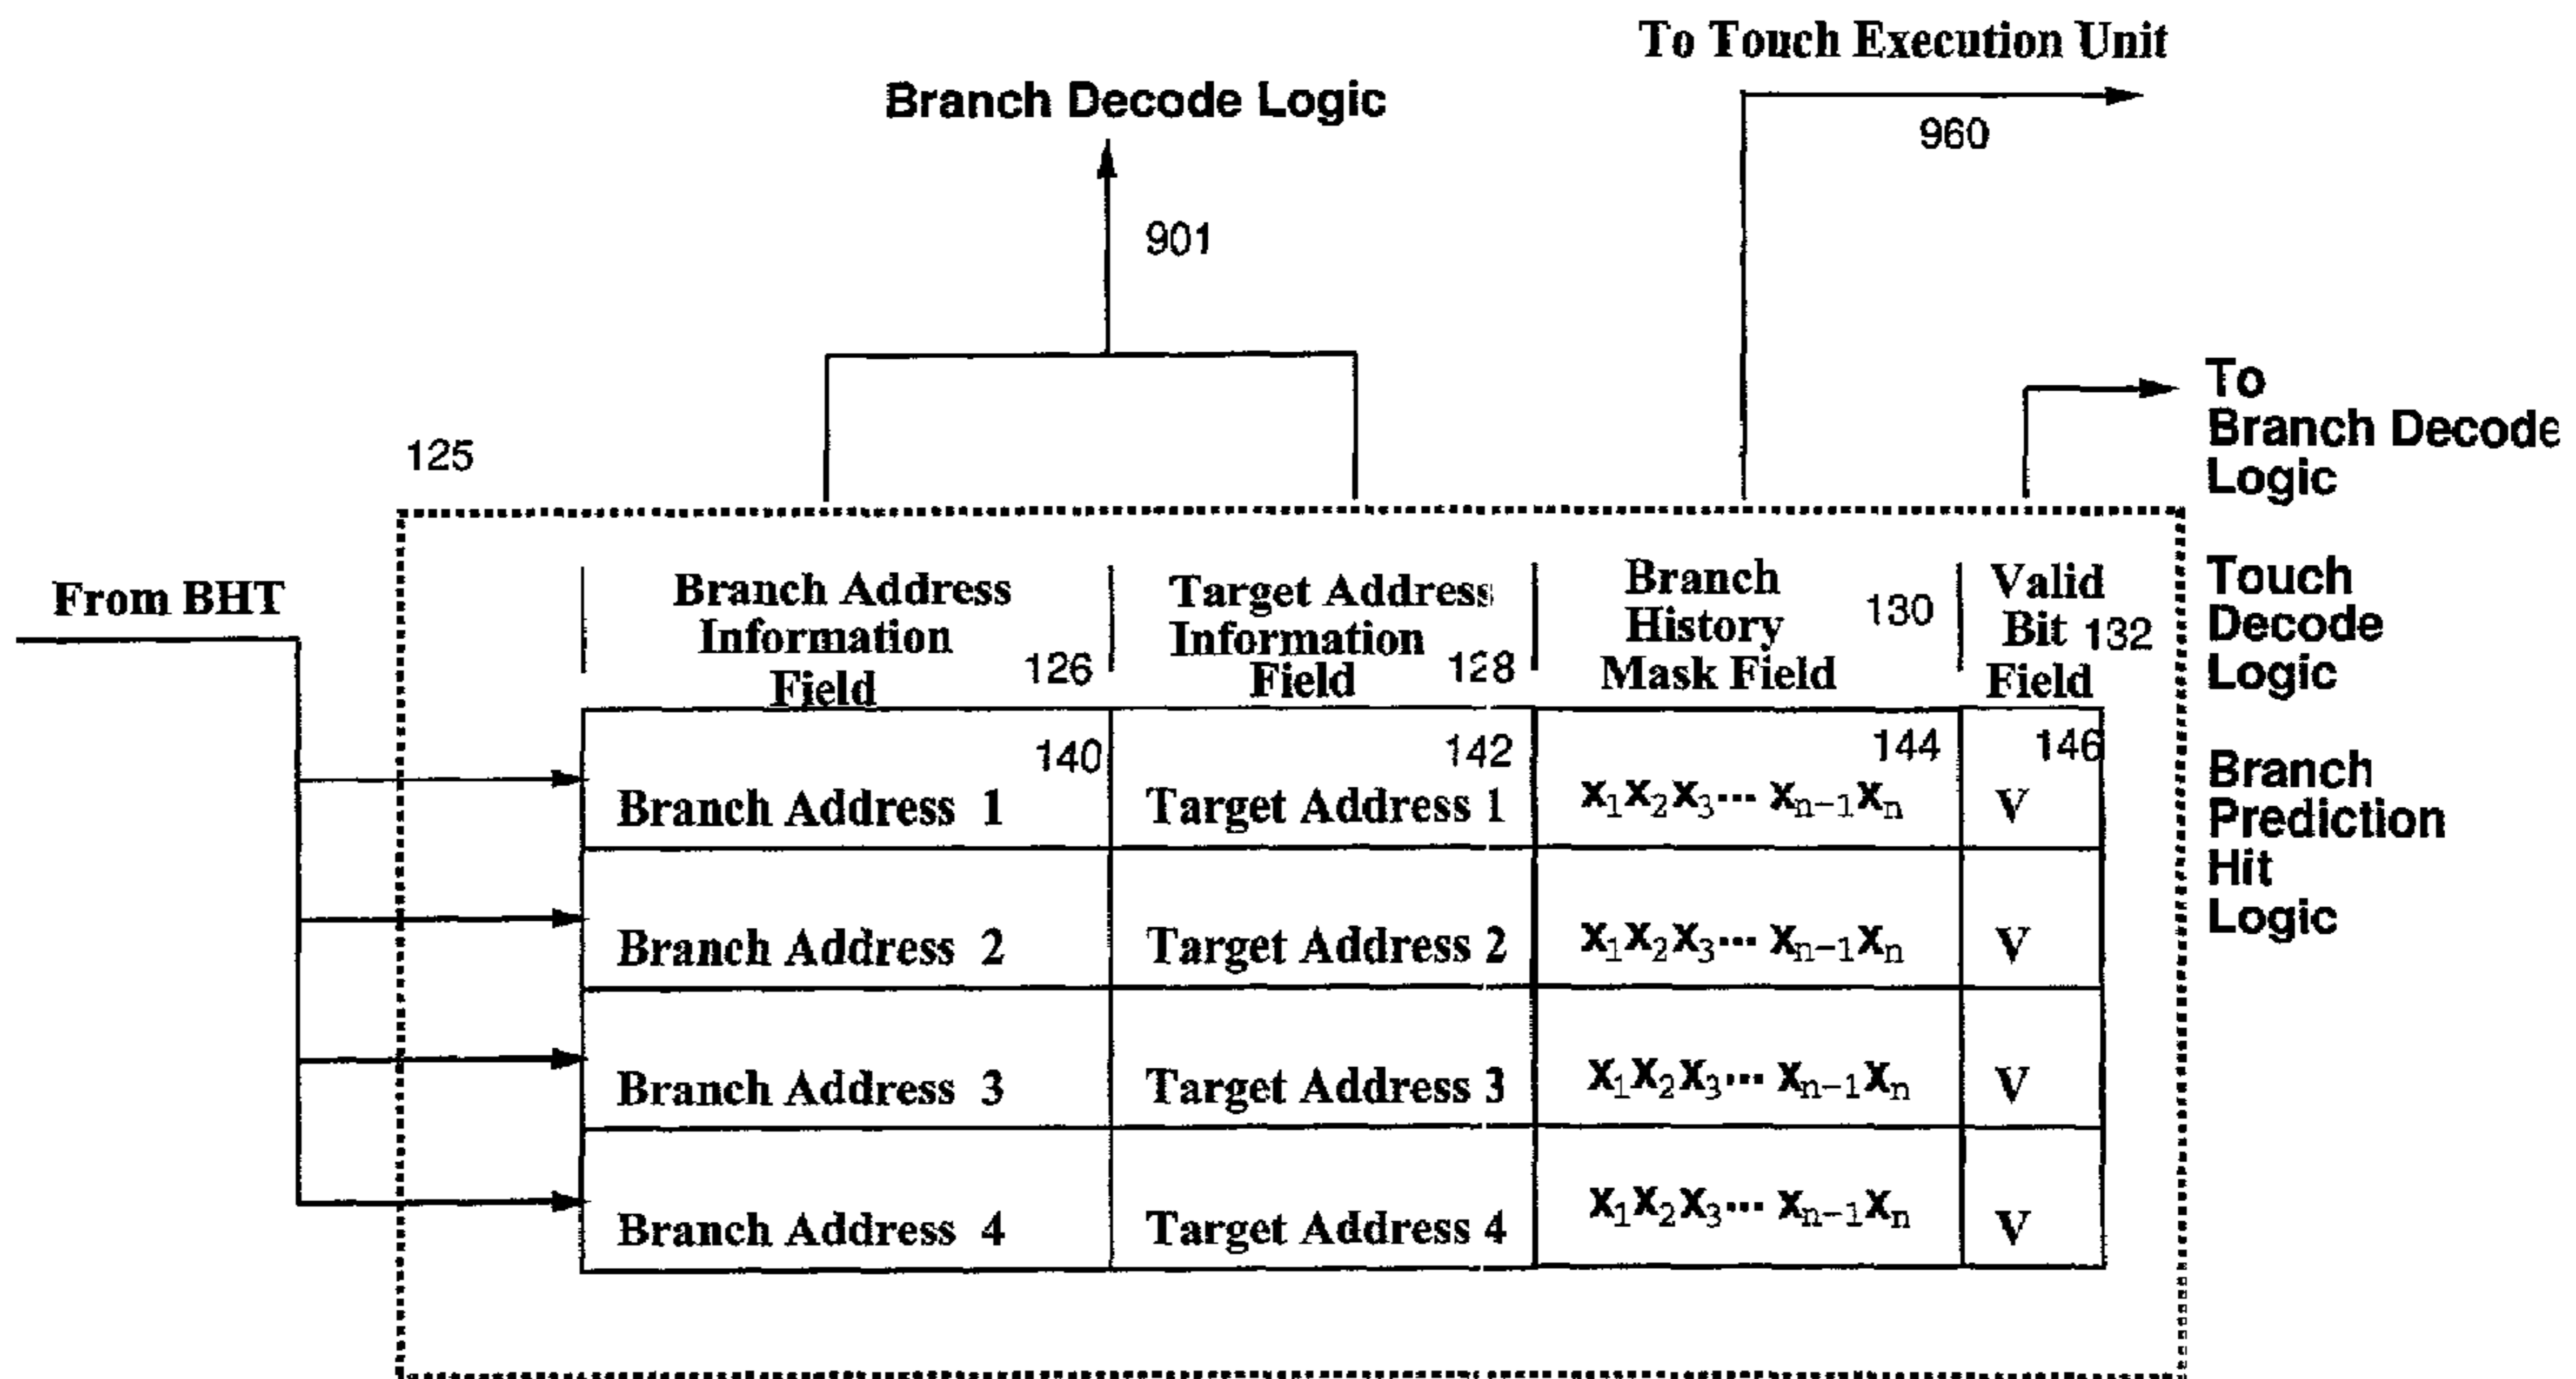 To Touch Execution Unit
960
Branch Decode Logic
901
To
Branch Decode
Logic
125
From BHT
Branch Address
Information
Field
126
Target Address
Information
Field
128
Branch
History
Mask Field
130
Valid
Bit 132
Field
Touch
Decode
Logic
Branch
Prediction
Hit
Logic
140
142
144
146
Branch Address 1
Target Address 1
X₁X₂X₃... Xₙ₋₁Xₙ
V
Branch Address 2
Target Address 2
X₁X₂X₃... Xₙ₋₁Xₙ
V
Branch Address 3
Target Address 3
X₁X₂X₃... Xₙ₋₁Xₙ
V
Branch Address 4
Target Address 4
X₁X₂X₃... Xₙ₋₁Xₙ
V